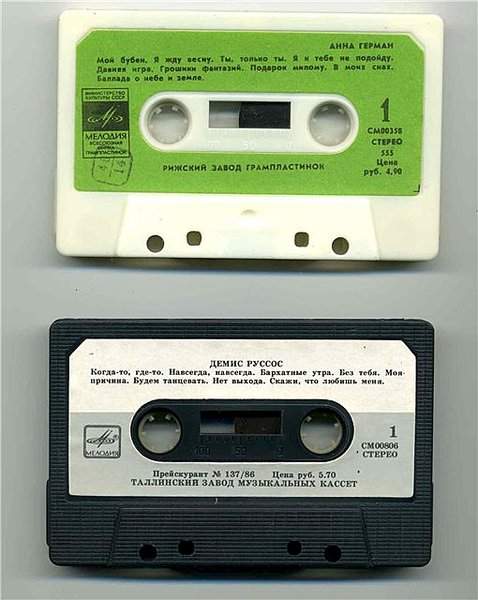 АННА ГЕРМАН
Мой бубен. Я жду весну. Ты, только ты. Я к тебе не подойду.
Давняя игра. Грошики фантазий. Подарок милому. В моих снах.
Баллада о небе и земле.
МИНИСТЕРСТВО
КУЛЬТУРЫ СССР
МЕЛОДИЯ
ВСЕСОЮЗНАЯ
ФИРМА
ГРАМПЛАСТИНОК
1
СМ00358
СТЕРЕО
555
Цена
руб. 4,90
РИЖСКИЙ ЗАВОД ГРАМПЛАСТИНОК
ДЕМИС РУССОС
Когда-то, где-то. Навсегда, навсегда. Бархатные утра. Без тебя. Моя
причина. Будем танцевать. Нет выхода. Скажи, что любишь меня.
МЕЛОДИЯ
1
СМ00806
СТЕРЕО
100 50 0
Прейскурант № 137/86 Цена руб. 5.70
ТАЛЛИНСКИЙ ЗАВОД МУЗЫКАЛЬНЫХ КАССЕТ